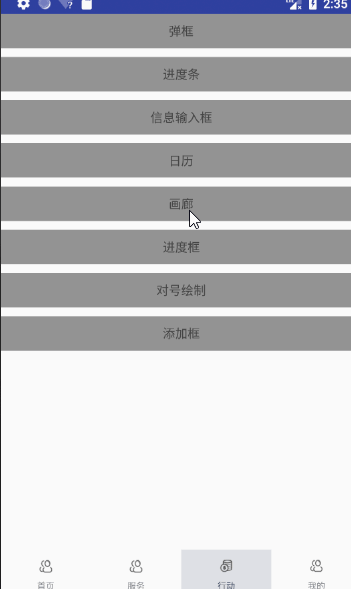 2:35
弹框
进度条
信息输入框
日历
画廊
进度框
对号绘制
添加框
首页 服务 行动 我的